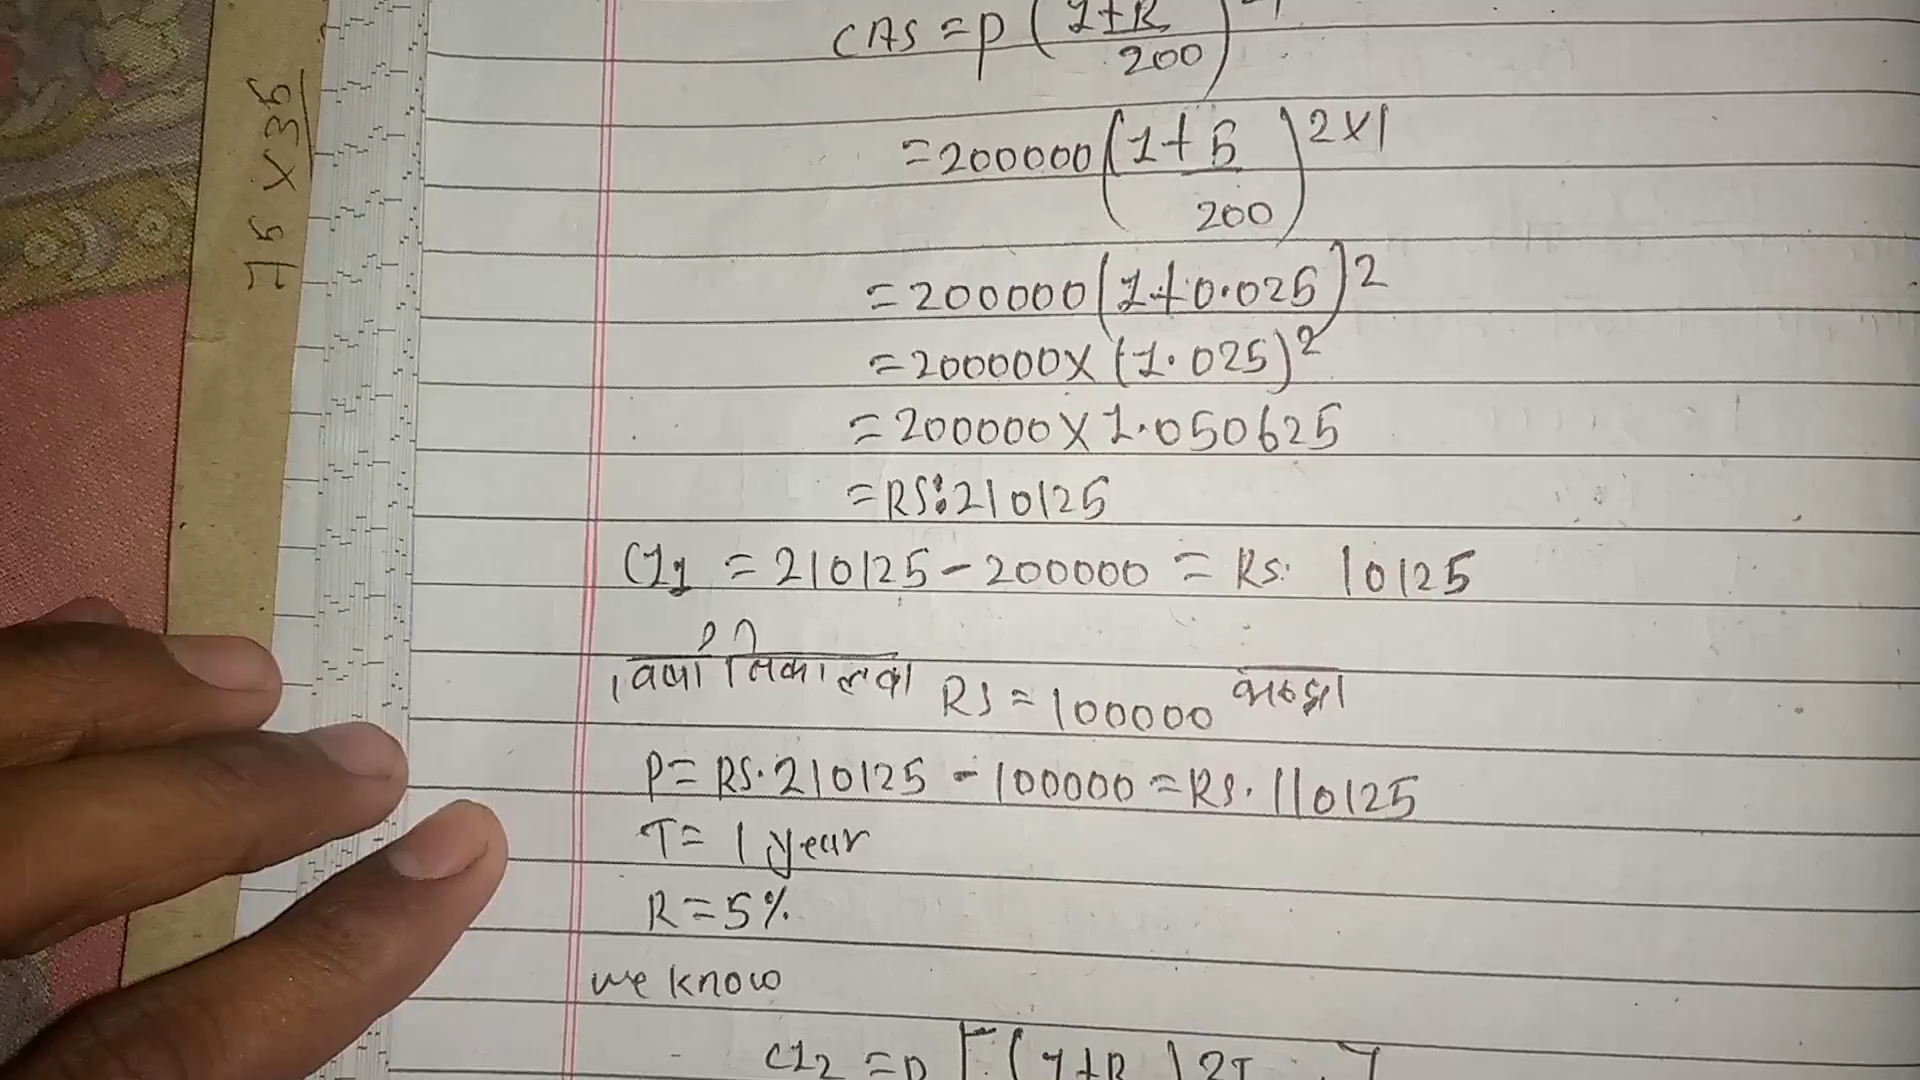 75 × 35
CAS = P (1+R/200)
= 200000 (1+5/200)^2×1
= 200000 (1+0.025)^2
= 200000 × (1.025)^2
= 200000 × 1.050625
= RS: 210125
CI1 = 210125 - 200000 = Rs. 10125
RS = 100000
P = RS. 210125 - 100000 = Rs. 110125
T = 1 year
R = 5%
we know
CI2 = P [(1+R)2T